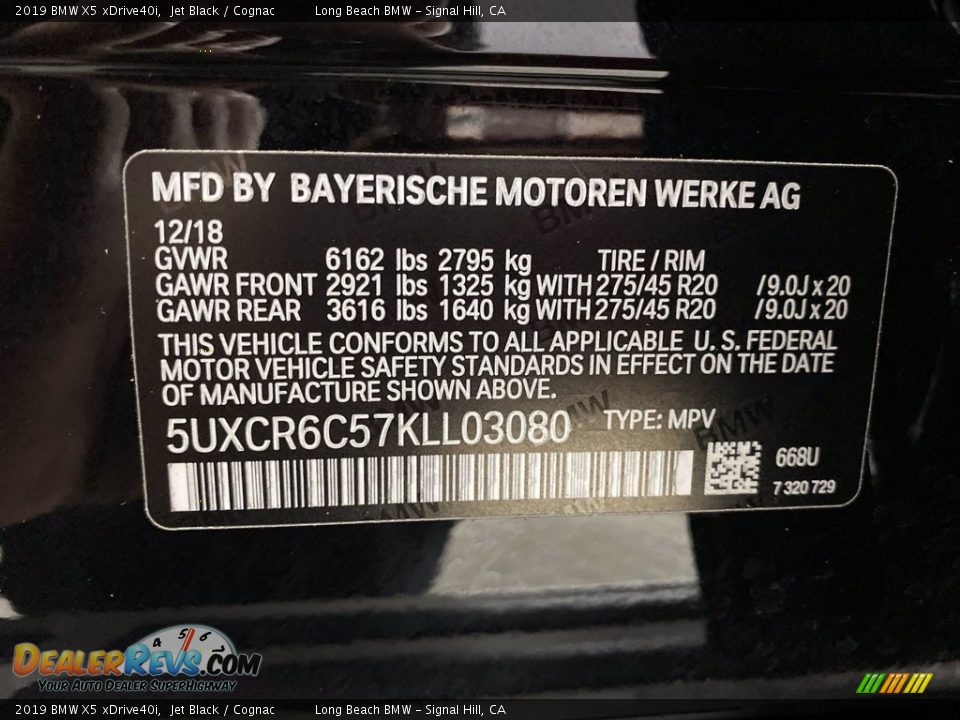 2019 BMW X5 xDrive40i, Jet Black / Cognac Long Beach BMW – Signal Hill, CA
MFD BY BAYERISCHE MOTOREN WERKE AG
12/18
GVWR 6162 lbs 2795 kg TIRE / RIM
GAWR FRONT 2921 lbs 1325 kg WITH 275/45 R20 /9.0J x 20
GAWR REAR 3616 lbs 1640 kg WITH 275/45 R20 /9.0J x 20
THIS VEHICLE CONFORMS TO ALL APPLICABLE U. S. FEDERAL
MOTOR VEHICLE SAFETY STANDARDS IN EFFECT ON THE DATE
OF MANUFACTURE SHOWN ABOVE.
5UXCR6C57KLL03080 TYPE: MPV
668U
7 320 729
4 5 6
DEALERREVS.COM
YOUR AUTO DEALER SUPERHIGHWAY
2019 BMW X5 xDrive40i, Jet Black / Cognac Long Beach BMW – Signal Hill, CA